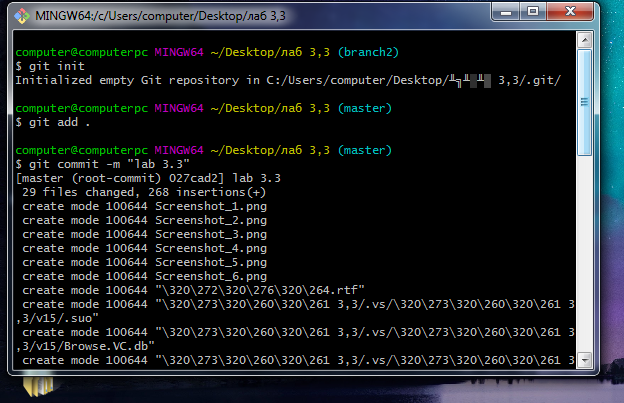 MINGW64:/c/Users/computer/Desktop/лаб 3,3
computer@computerpc MINGW64 ~/Desktop/лаб 3,3 (branch2)
$ git init
Initialized empty Git repository in C:/Users/computer/Desktop/ 3,3/.git/
computer@computerpc MINGW64 ~/Desktop/лаб 3,3 (master)
$ git add .
computer@computerpc MINGW64 ~/Desktop/лаб 3,3 (master)
$ git commit -m "lab 3.3"
[master (root-commit) 027cad2] lab 3.3
29 files changed, 268 insertions(+)
create mode 100644 Screenshot_1.png
create mode 100644 Screenshot_2.png
create mode 100644 Screenshot_3.png
create mode 100644 Screenshot_4.png
create mode 100644 Screenshot_5.png
create mode 100644 Screenshot_6.png
create mode 100644 "\320\272\320\276\320\264.rtf"
create mode 100644 "\320\273\320\260\320\261 3,3/.vs/\320\273\320\260\320\261 3
,3/v15/.suo"
create mode 100644 "\320\273\320\260\320\261 3,3/.vs/\320\273\320\260\320\261 3
,3/v15/Browse.VC.db"
create mode 100644 "\320\273\320\260\320\261 3,3/.vs/\320\273\320\260\320\261 3